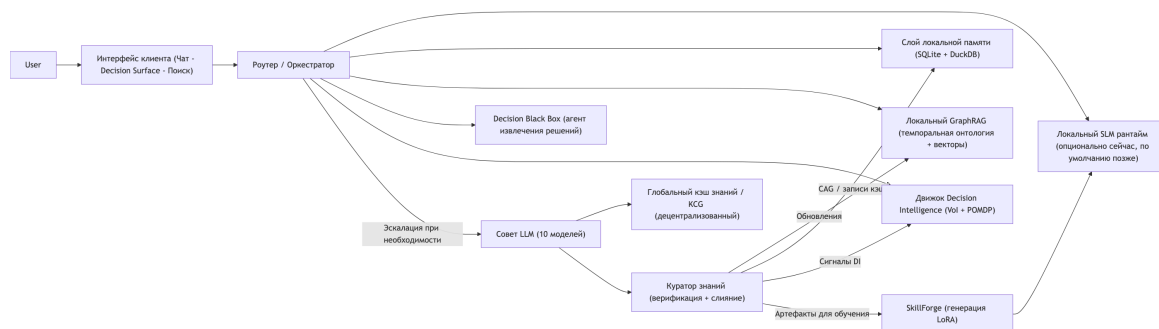 User
Интерфейс клиента (Чат -
Decision Surface - Поиск)
Роутер / Оркестратор
Слой локальной памяти
(SQLite + DuckDB)
Decision Black Box (агент
извлечения решений)
Локальный GraphRAG
(темпоральная онтология
+ векторы)
Локальный SLM рантайм
(опционально сейчас, по
умолчанию позже)
Глобальный кэш знаний /
KCG
(децентрализованный)
CAG / записи кэш
Движок Decision
Intelligence (VoI + POMDP)
Обновления
Эскалация при
необходимости
Совет LLM (10 моделей)
Сигналы DI
Куратор знаний
(верификация + слияние)
Артефакты для обучения
SkillForge (генерация
LoRA)